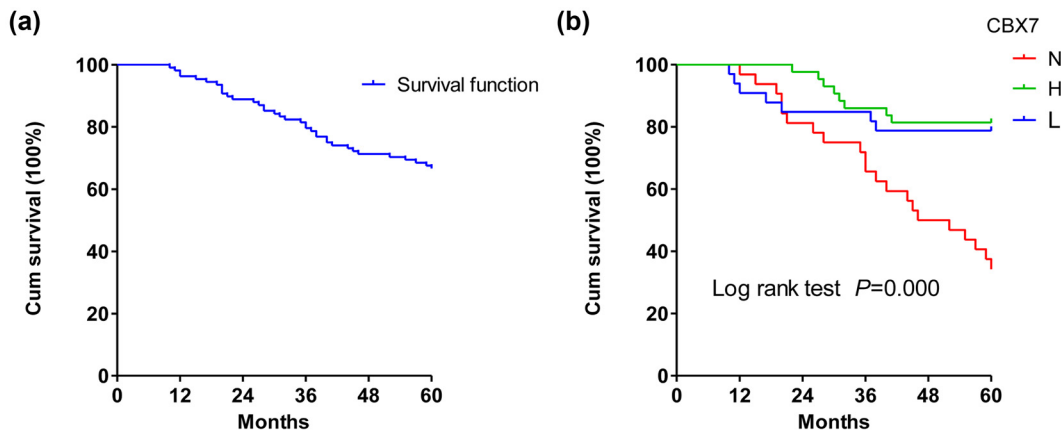 (a)
Cum survival (100%)
100
80
60
40
20
0
0 12 24 36 48 60
Months
Survival function
(b)
Cum survival (100%)
100
80
60
40
20
0
0 12 24 36 48 60
Months
CBX7
N
H
L
Log rank test P=0.000